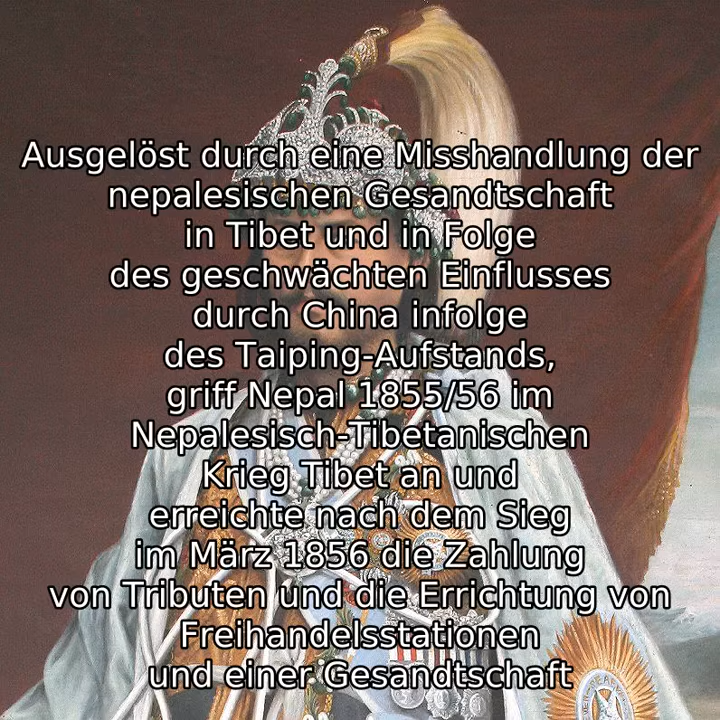 Ausgelöst durch eine Misshandlung der
nepalesischen Gesandtschaft
in Tibet und in Folge
des geschwächten Einflusses
durch China infolge
des Taiping-Aufstands,
griff Nepal 1855/56 im
Nepalesisch-Tibetanischen
Krieg Tibet an und
erreichte nach dem Sieg
im März 1856 die Zahlung
von Tributen und die Errichtung von
Freihandelsstationen
und einer Gesandtschaft